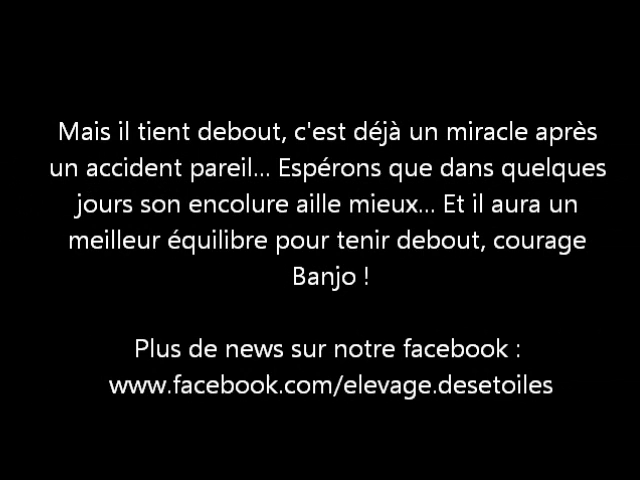 Mais il tient debout, c'est déjà un miracle après
un accident pareil... Espérons que dans quelques
jours son encolure aille mieux... Et il aura un
meilleur équilibre pour tenir debout, courage
Banjo !
Plus de news sur notre facebook :
www.facebook.com/elevage.desetoiles